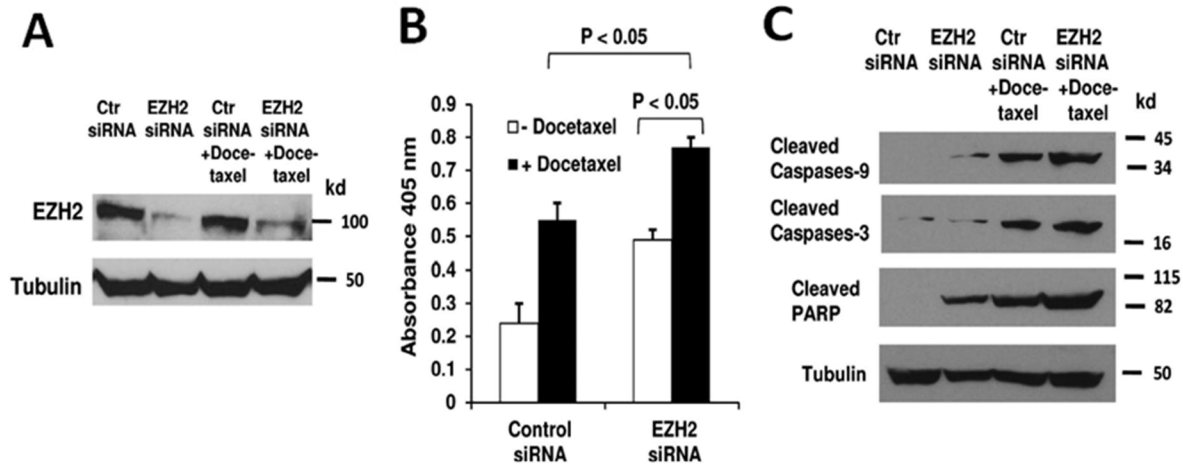 A
Ctr
siRNA
EZH2
siRNA
Ctr
siRNA
+Doce-
taxel
EZH2
siRNA
+Doce-
taxel
kd
EZH2
100
Tubulin
50
B
P < 0.05
P < 0.05
- Docetaxel
+ Docetaxel
Absorbance 405 nm
0.9
0.8
0.7
0.6
0.5
0.4
0.3
0.2
0.1
0
Control
siRNA
EZH2
siRNA
C
Ctr
siRNA
EZH2
siRNA
Ctr
siRNA
+Doce-
taxel
EZH2
siRNA
+Doce-
taxel
kd
Cleaved
Caspases-9
45
34
Cleaved
Caspases-3
16
Cleaved
PARP
115
82
Tubulin
50